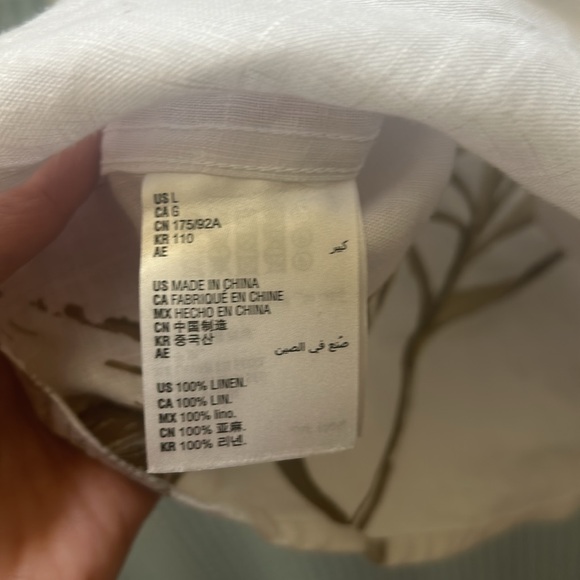 US L
CA G
CN 175/92A
KR 110
AE كبير
US MADE IN CHINA
CA FABRIQUÉ EN CHINE
MX HECHO EN CHINA
CN 中国制造
KR 중국산
AE صُنع في الصين
US 100% LINEN.
CA 100% LIN.
MX 100% lino.
CN 100% 亚麻.
KR 100% 리넨.